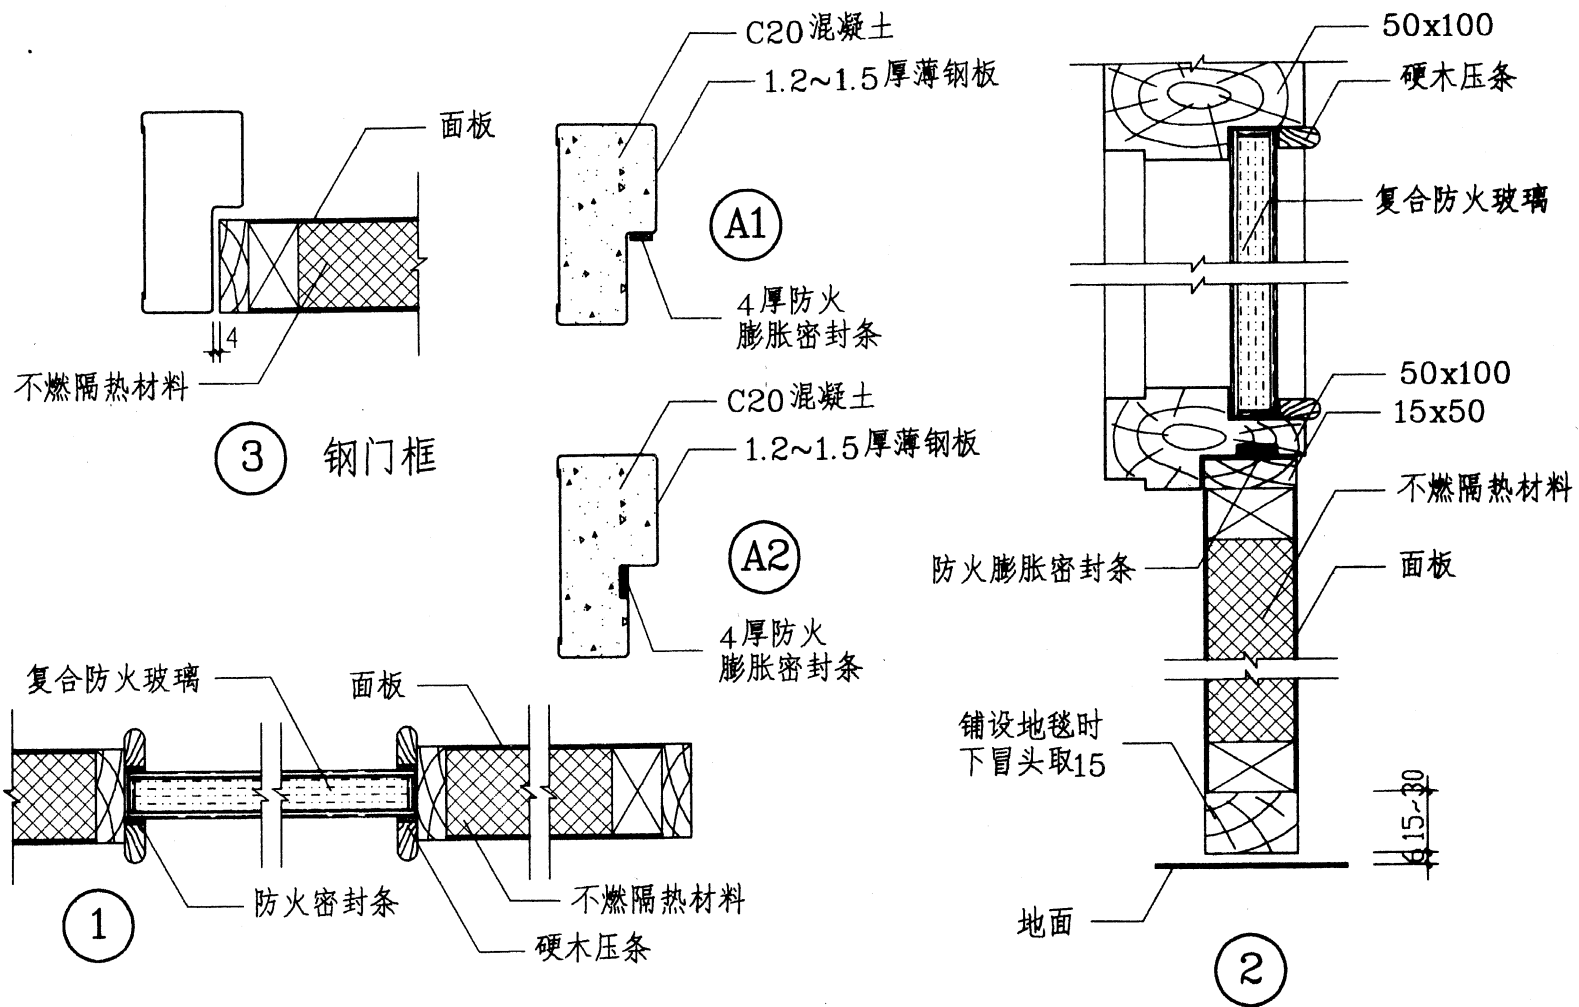 C20混凝土
1.2~1.5厚薄钢板
面板
A1
4厚防火
膨胀密封条
4
不燃隔热材料
3 钢门框
C20混凝土
1.2~1.5厚薄钢板
A2
4厚防火
膨胀密封条
复合防火玻璃
面板
防火密封条
不燃隔热材料
硬木压条
1
50x100
硬木压条
复合防火玻璃
50x100
15x50
不燃隔热材料
防火膨胀密封条
面板
铺设地毯时
下冒头取15
15~30
6
地面
2